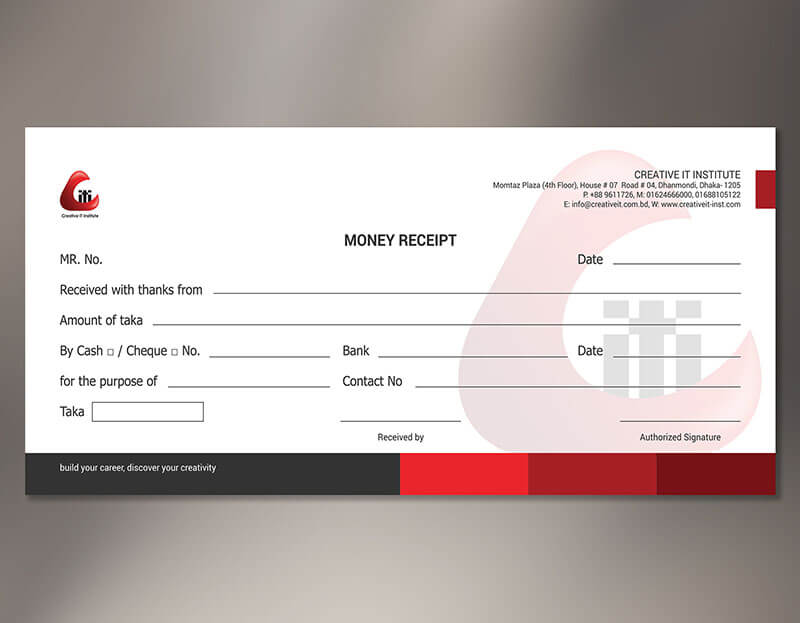 Creative IT Institute
CREATIVE IT INSTITUTE
Momtaz Plaza (4th Floor), House # 07 Road # 04, Dhanmondi, Dhaka- 1205
P. +88 9611726, M: 01624666000, 01688105122
E: info@creativeit.com.bd, W: www.creativeit-inst.com
MONEY RECEIPT
MR. No. Date
Received with thanks from
Amount of taka
By Cash □ / Cheque □ No. Bank Date
for the purpose of Contact No
Taka
Received by Authorized Signature
build your career, discover your creativity